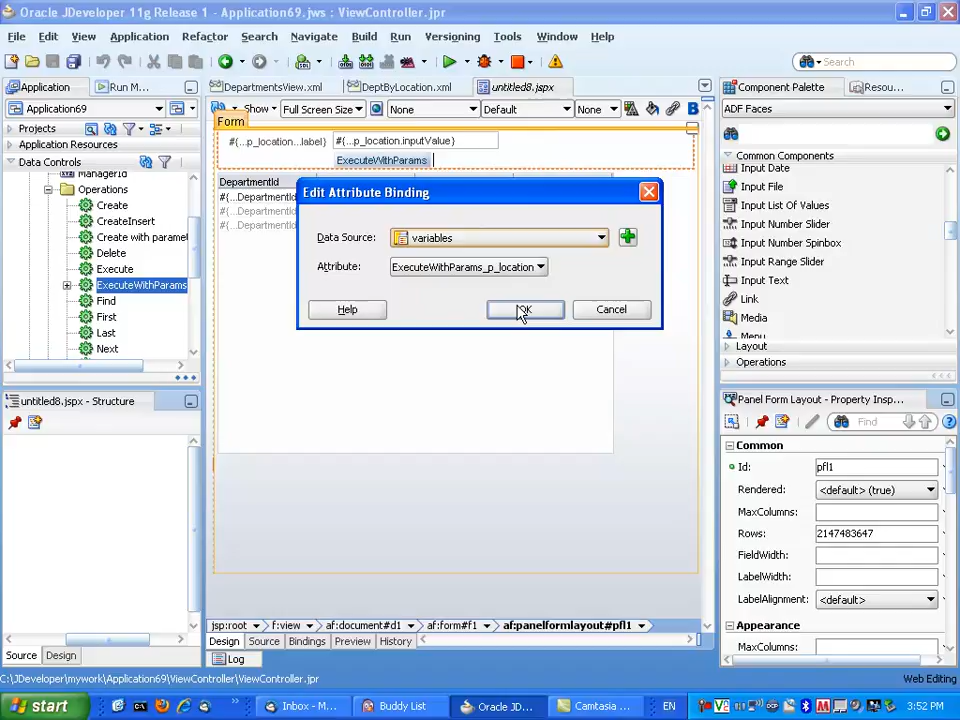 Oracle JDeveloper 11g Release 1 - Application69.jws : ViewController.jpr
File Edit View Application Refactor Search Navigate Build Run Versioning Tools Window Help
Search
Application Run M...
DepartmentsView.xml DeptByLocation.xml untitled8.jspx
Component Palette Resou...
Application69
Show Full Screen Size None Default None
ADF Faces
Projects
Application Resources
Data Controls
ManagerId
Operations
Create
CreateInsert
Create with paramet
Delete
Execute
ExecuteWithParams
Find
First
Last
Next
Form
#{...p_location...label} #{...p_location.inputValue}
ExecuteWithParams
DepartmentId
#{...DepartmentId
#{...DepartmentId
#{...DepartmentId
Edit Attribute Binding
Data Source: variables
Attribute: ExecuteWithParams_p_location
Help OK Cancel
Common Components
Input Date
Input File
Input List Of Values
Input Number Slider
Input Number Spinbox
Input Range Slider
Input Text
Link
Media
Menu
Layout
Operations
untitled8.jspx - Structure
Panel Form Layout - Property Insp...
Find
Common
Id: pfl1
Rendered: <default> (true)
MaxColumns:
Rows: 2147483647
FieldWidth:
LabelWidth:
LabelAlignment: <default>
Appearance
MaxColumns:
jsp:root f:view af:document#d1 af:form#f1 af:panelformlayout#pfl1
Design Source Bindings Preview History
Source Design
Log
C:\JDeveloper\mywork\Application69\ViewController\ViewController.jpr
Web Editing
start Inbox - M... Buddy List Oracle JD... Camtasia ... EN 3:52 PM